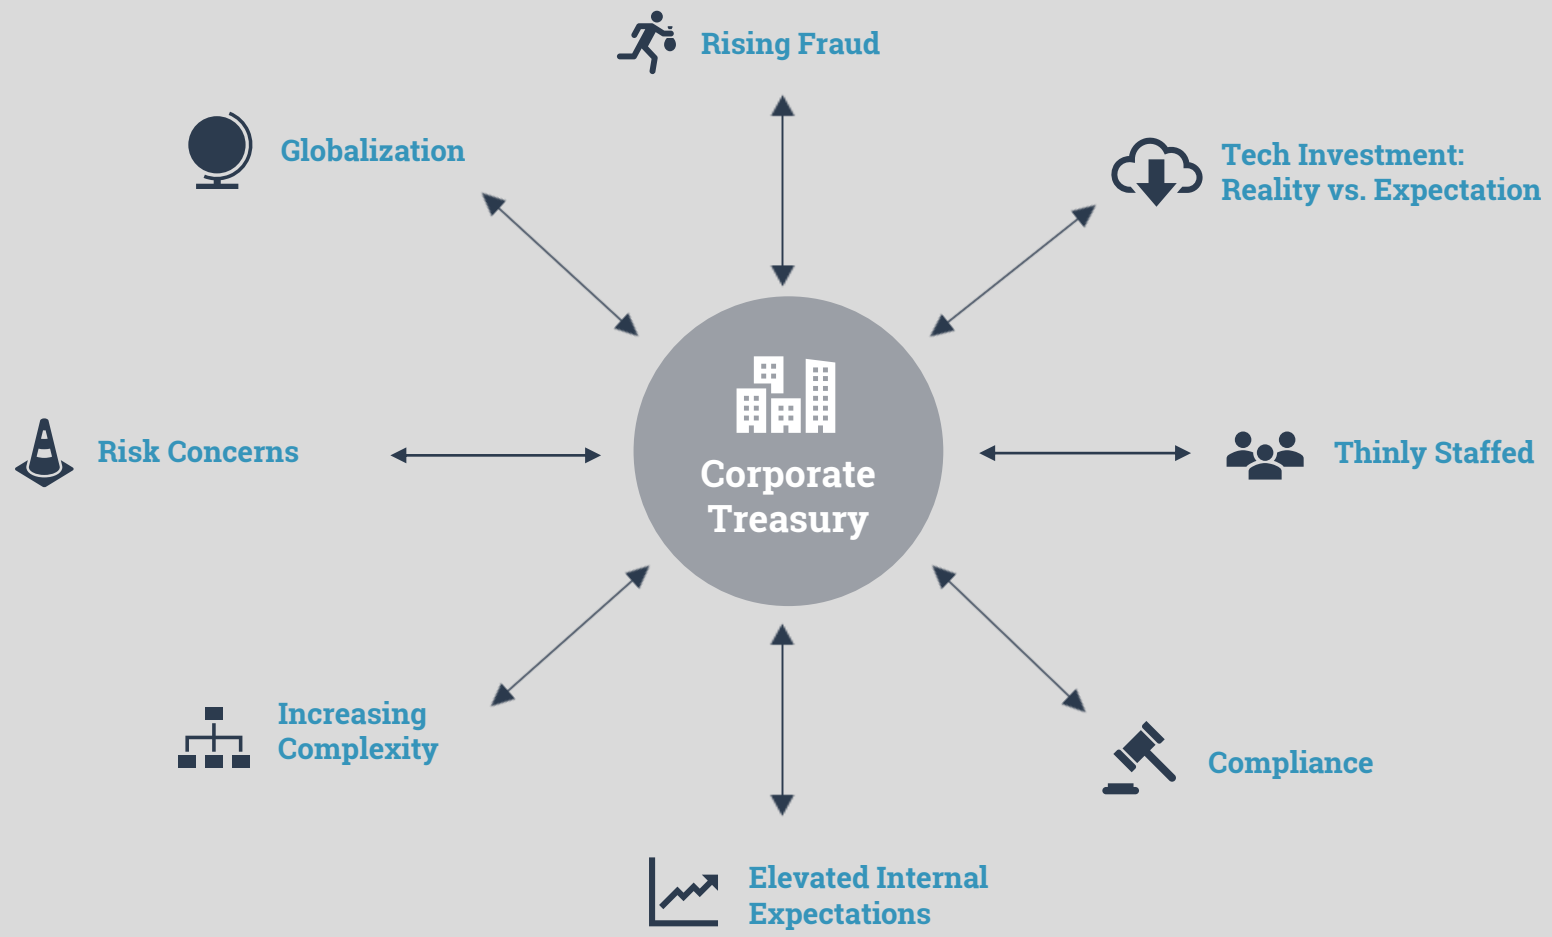 Rising Fraud
Globalization
Tech Investment:
Reality vs. Expectation
Risk Concerns
Corporate
Treasury
Thinly Staffed
Increasing
Complexity
Compliance
Elevated Internal
Expectations